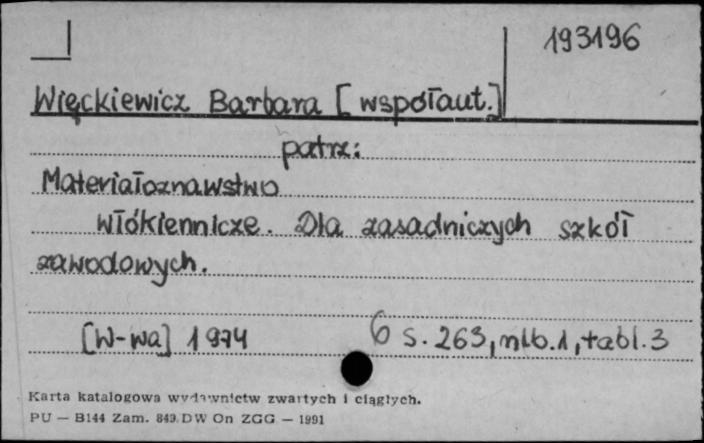 193196
Więckiewicz Barbara [współaut.]
patrz:
Materiałoznawstwo
włókiennicze. Dla zasadniczych szkół
zawodowych.
[W-wa] 1974 6 s. 263, nlb. 1, tabl. 3
Karta katalogowa wydawnictw zwartych i ciągłych.
PU — B144 Zam. 849 DW On ZGG — 1991